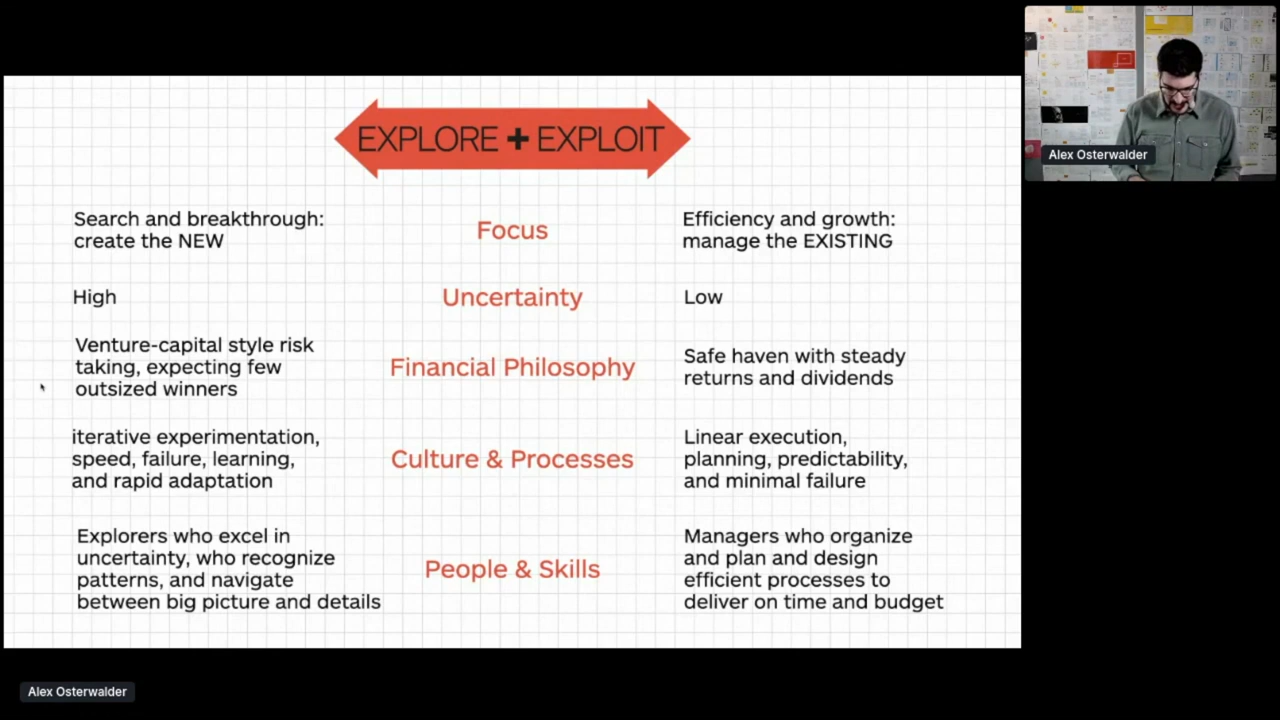 EXPLORE + EXPLOIT
Search and breakthrough:
create the NEW
Focus
Efficiency and growth:
manage the EXISTING
High
Uncertainty
Low
Venture-capital style risk
taking, expecting few
outsized winners
Financial Philosophy
Safe haven with steady
returns and dividends
iterative experimentation,
speed, failure, learning,
and rapid adaptation
Culture & Processes
Linear execution,
planning, predictability,
and minimal failure
Explorers who excel in
uncertainty, who recognize
patterns, and navigate
between big picture and details
People & Skills
Managers who organize
and plan and design
efficient processes to
deliver on time and budget
Alex Osterwalder
Alex Osterwalder